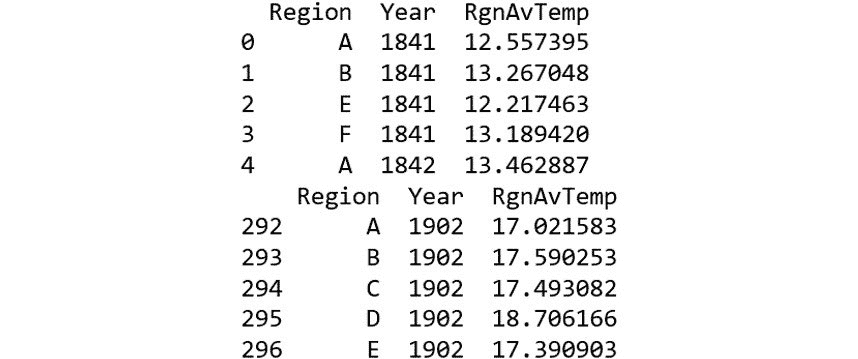 Region Year RgnAvTemp
0 A 1841 12.557395
1 B 1841 13.267048
2 E 1841 12.217463
3 F 1841 13.189420
4 A 1842 13.462887
Region Year RgnAvTemp
292 A 1902 17.021583
293 B 1902 17.590253
294 C 1902 17.493082
295 D 1902 18.706166
296 E 1902 17.390903